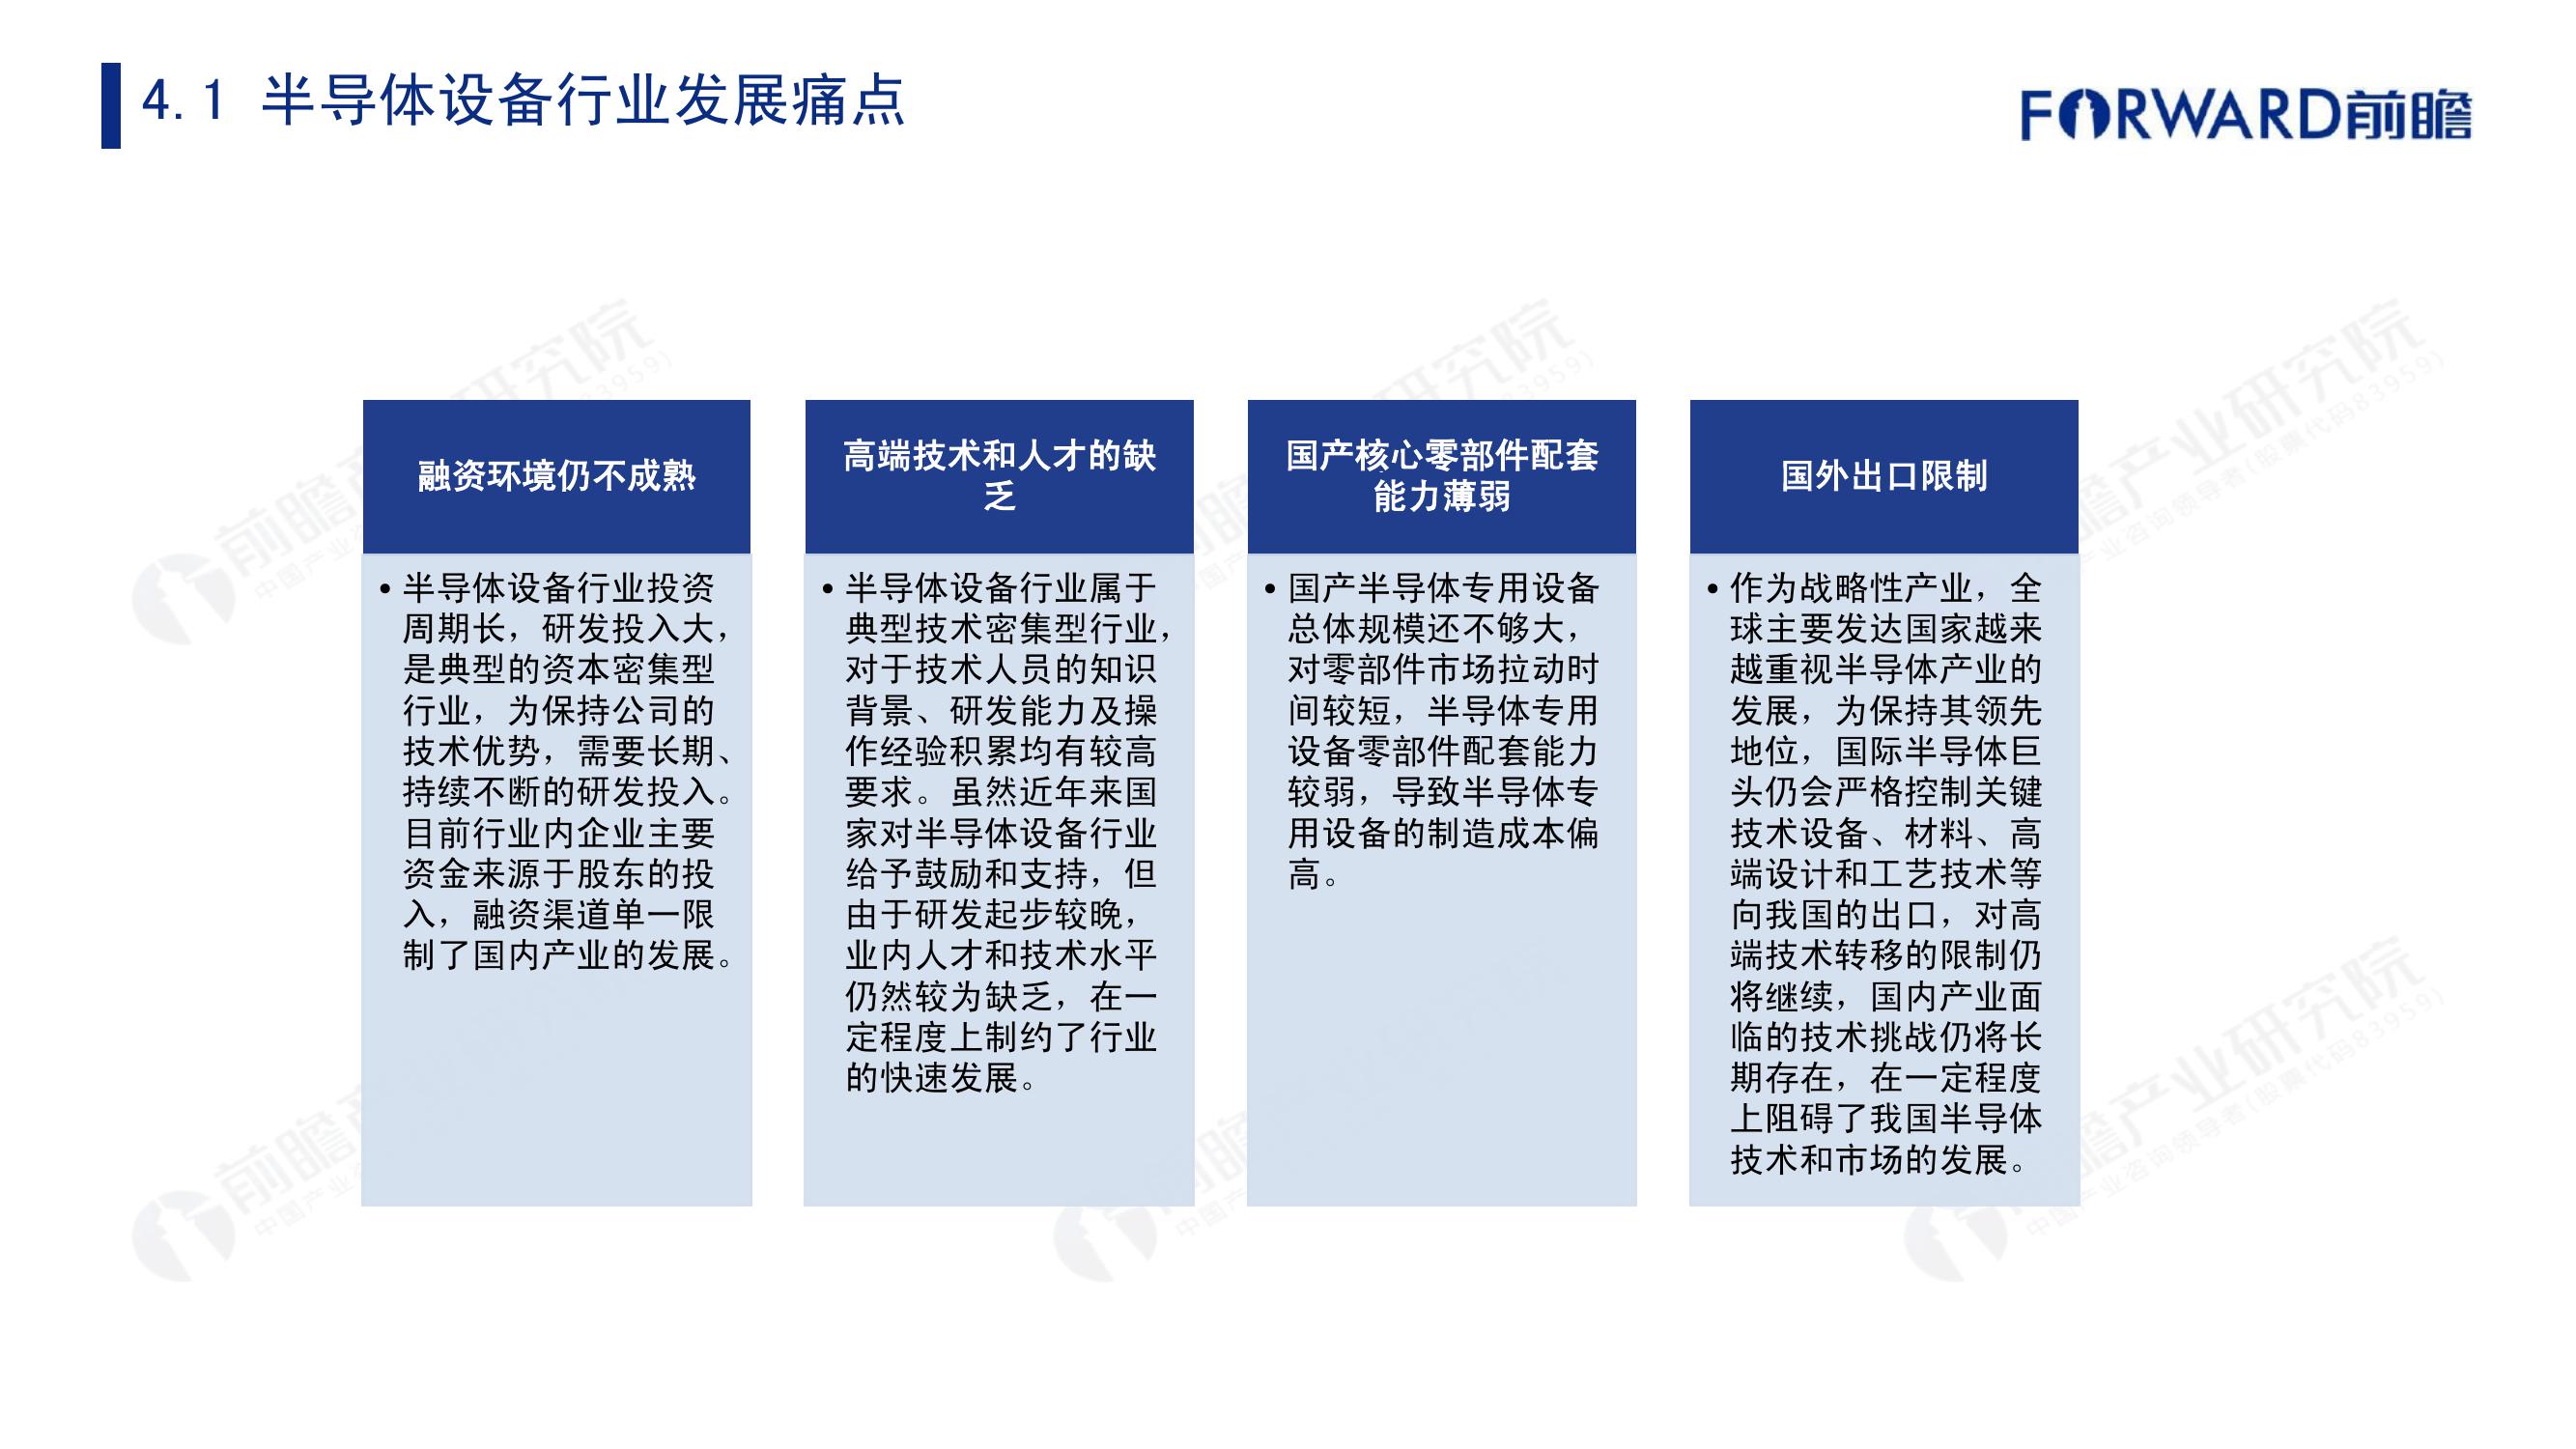 4.1 半导体设备行业发展痛点
FORWARD前瞻
融资环境仍不成熟
半导体设备行业投资
周期长，研发投入大，
是典型的资本密集型
行业，为保持公司的
技术优势，需要长期、
持续不断的研发投入。
目前行业内企业主要
资金来源于股东的投
入，融资渠道单一限
制了国内产业的发展。
高端技术和人才的缺
乏
半导体设备行业属于
典型技术密集型行业，
对于技术人员的知识
背景、研发能力及操
作经验积累均有较高
要求。虽然近年来国
家对半导体设备行业
给予鼓励和支持，但
由于研发起步较晚，
业内人才和技术水平
仍然较为缺乏，在一
定程度上制约了行业
的快速发展。
国产核心零部件配套
能力薄弱
国产半导体专用设备
总体规模还不够大，
对零部件市场拉动时
间较短，半导体专用
设备零部件配套能力
较弱，导致半导体专
用设备的制造成本偏
高。
国外出口限制
作为战略性产业，全
球主要发达国家越来
越重视半导体产业的
发展，为保持其领先
地位，国际半导体巨
头仍会严格控制关键
技术设备、材料、高
端设计和工艺技术等
向我国的出口，对高
端技术转移的限制仍
将继续，国内产业面
临的技术挑战仍将长
期存在，在一定程度
上阻碍了我国半导体
技术和市场的发展。